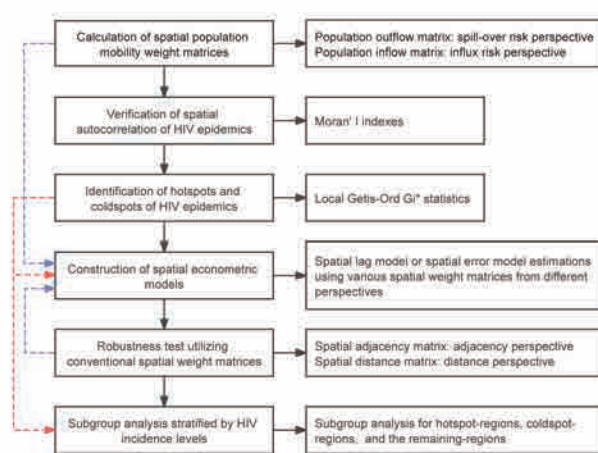 Calculation of spatial population
mobility weight matrices
Population outflow matrix: spill-over risk perspective
Population inflow matrix: influx risk perspective
Verification of spatial
autocorrelation of HIV epidemics
Moran' I indexes
Identification of hotspots and
coldspots of HIV epidemics
Local Getis-Ord Gi* statistics
Construction of spatial econometric
models
Spatial lag model or spatial error model estimations
using various spatial weight matrices from different
perspectives
Robustness test utilizing
conventional spatial weight matrices
Spatial adjacency matrix: adjacency perspective
Spatial distance matrix: distance perspective
Subgroup analysis stratified by HIV
incidence levels
Subgroup analysis for hotspot-regions, coldspot-
regions, and the remaining-regions